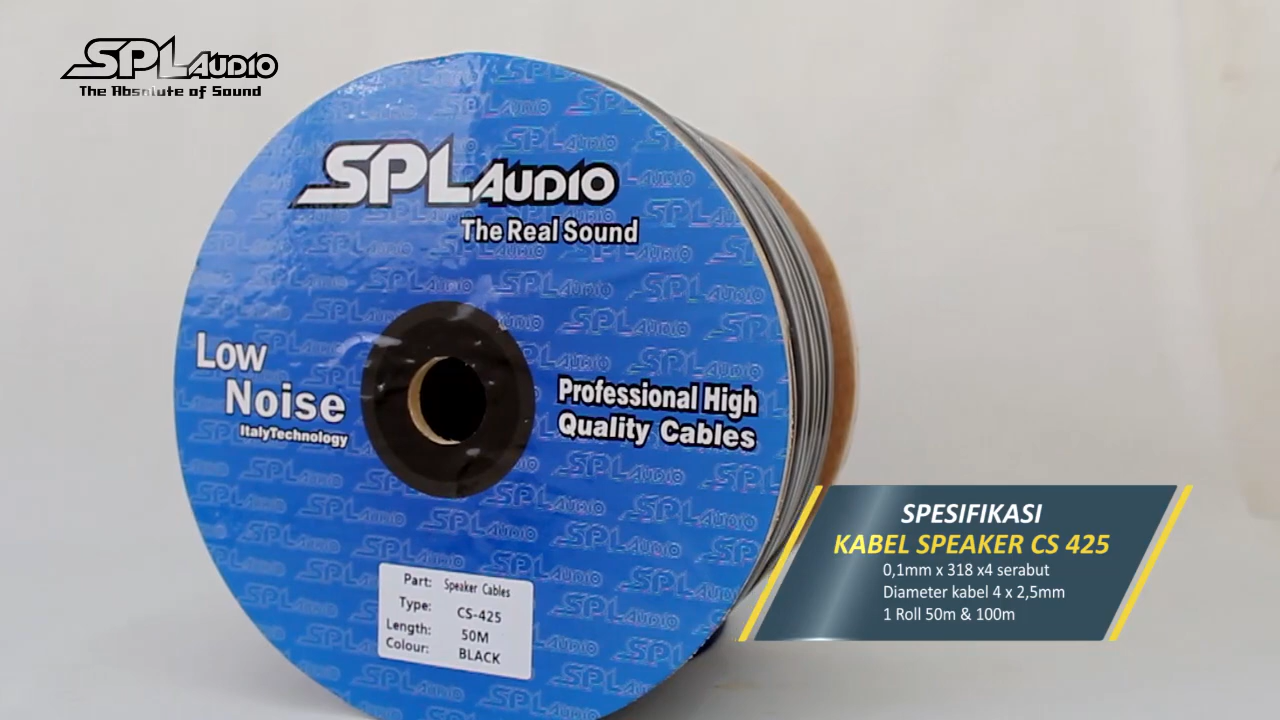 SPL AUDIO
The Absolute of Sound
SPL AUDIO
The Real Sound
Low
Noise
ItalyTechnology
Professional High
Quality Cables
Part: Speaker Cables
Type: CS-425
Length: 50M
Colour: BLACK
SPESIFIKASI
KABEL SPEAKER CS 425
0,1mm x 318 x4 serabut
Diameter kabel 4 x 2,5mm
1 Roll 50m & 100m